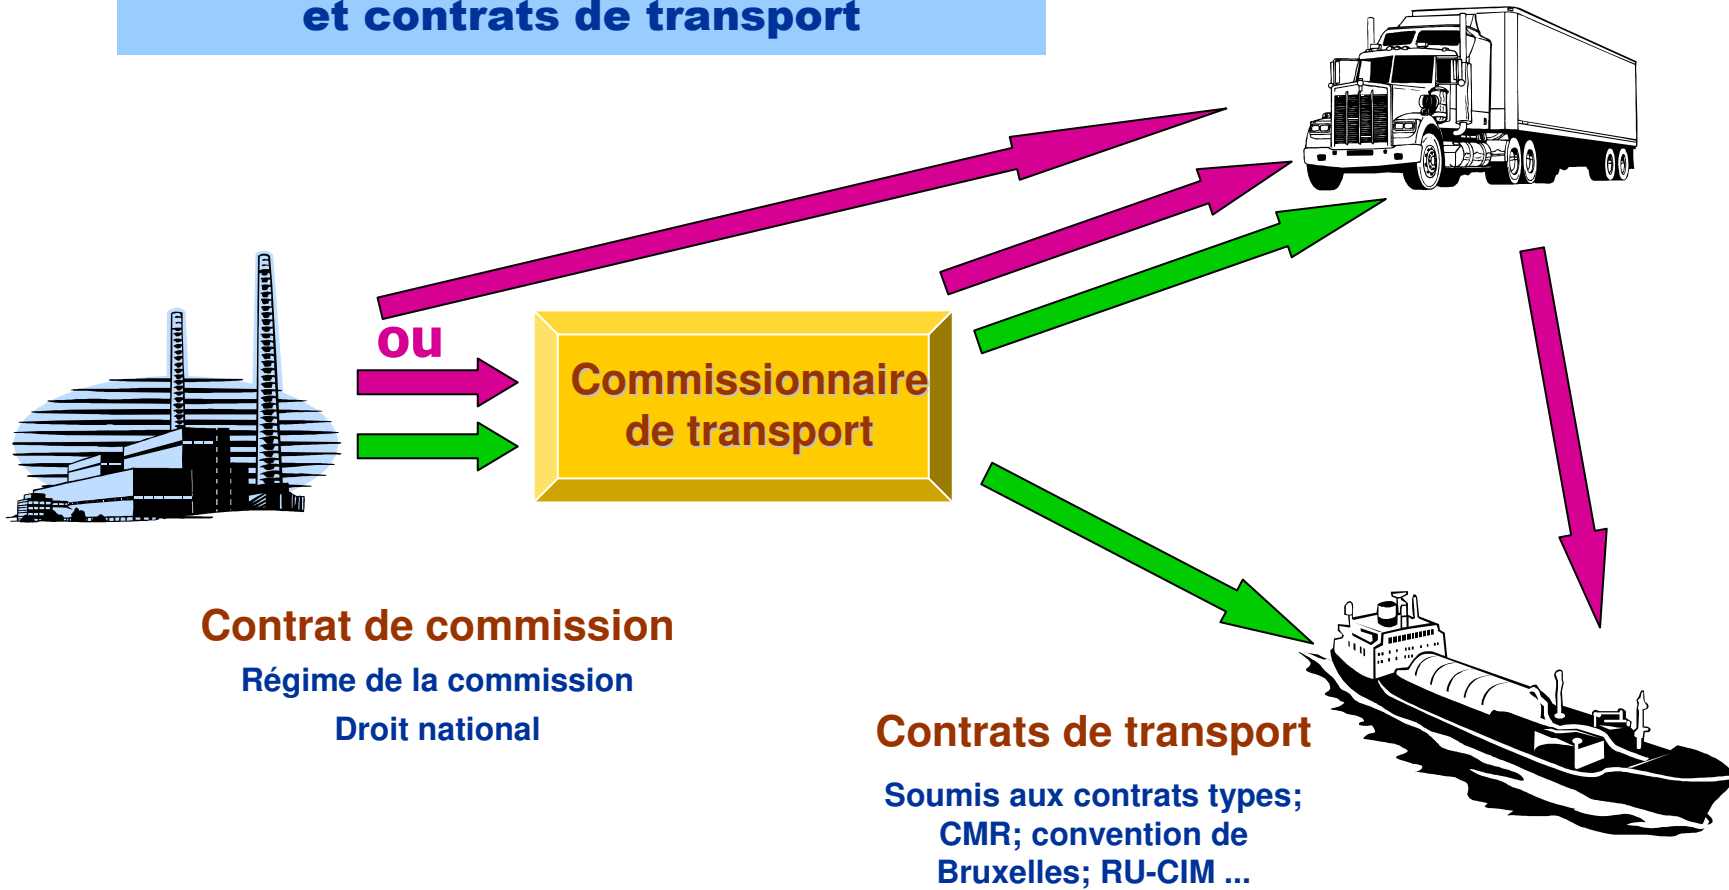 et contrats de transport
ou
Commissionnaire
de transport
Contrat de commission
Régime de la commission
Droit national
Contrats de transport
Soumis aux contrats types;
CMR; convention de
Bruxelles; RU-CIM ...